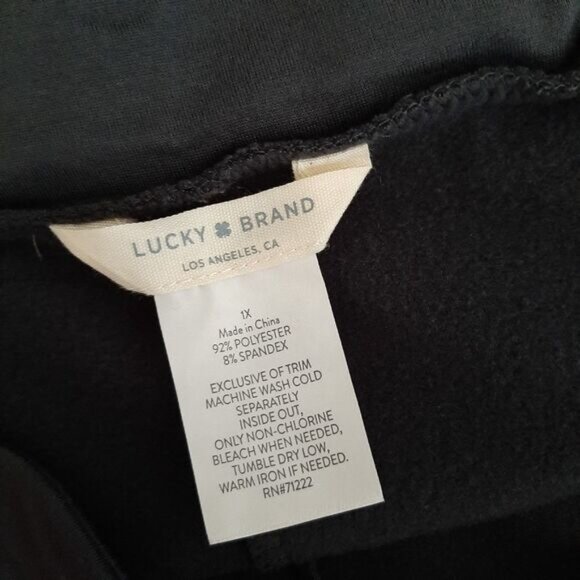 LUCKY BRAND
LOS ANGELES, CA
1X
Made in China
92% POLYESTER
8% SPANDEX
EXCLUSIVE OF TRIM
MACHINE WASH COLD
SEPARATELY
INSIDE OUT,
ONLY NON-CHLORINE
BLEACH WHEN NEEDED,
TUMBLE DRY LOW,
WARM IRON IF NEEDED.
RN#71222